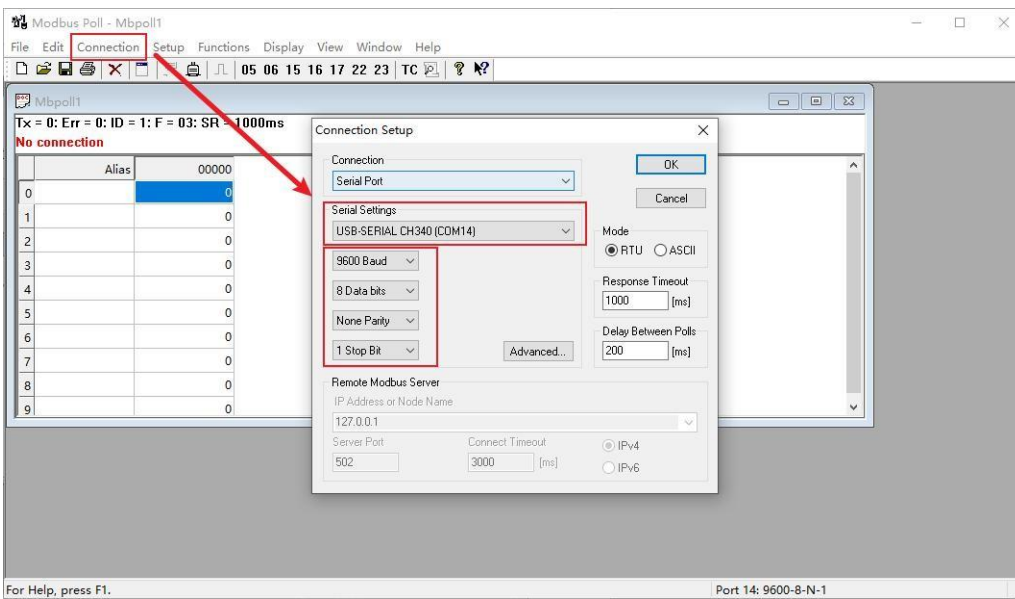 Modbus Poll - Mbpoll1
File Edit Connection Setup Functions Display View Window Help
05 06 15 16 17 22 23 TC
Mbpoll1
Tx = 0: Err = 0: ID = 1: F = 03: SR = 1000ms
No connection
Alias 00000
0 0
1 0
2 0
3 0
4 0
5 0
6 0
7 0
8 0
9 0
Connection Setup
Connection
Serial Port
OK
Cancel
Serial Settings
USB-SERIAL CH340 (COM14)
Mode
RTU ASCII
9600 Baud
8 Data bits
None Parity
1 Stop Bit
Advanced...
Response Timeout
1000 [ms]
Delay Between Polls
200 [ms]
Remote Modbus Server
IP Address or Node Name
127.0.0.1
Server Port Connect Timeout
502 3000 [ms]
IPv4
IPv6
For Help, press F1.
Port 14: 9600-8-N-1